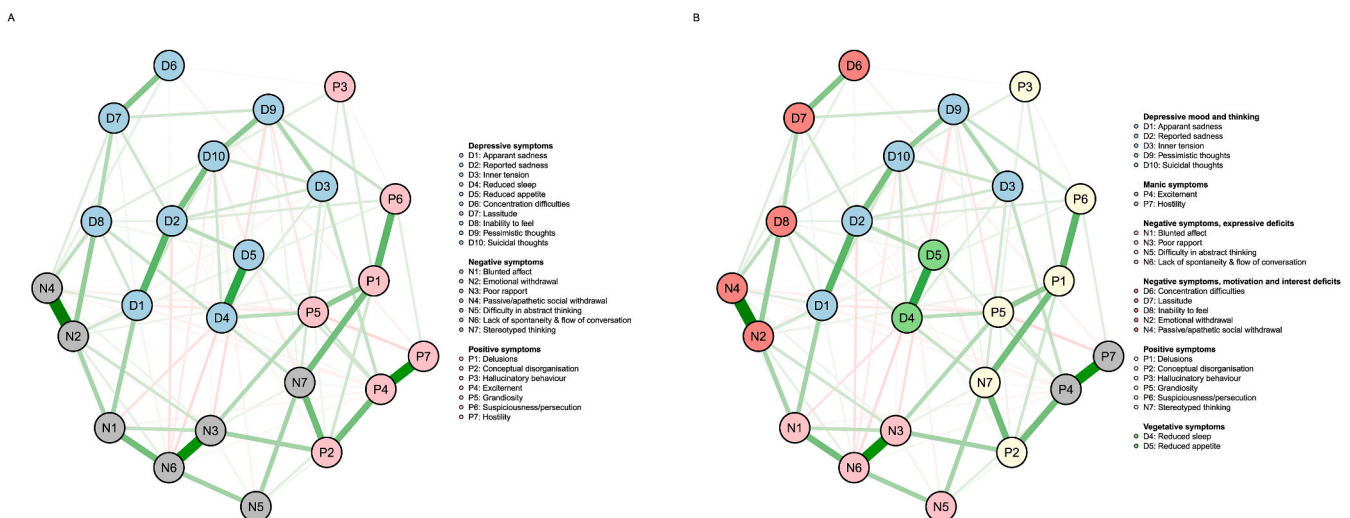 A
D6
P3
D7
D9
D10
D3
P6
D8
D2
D5
P1
N4
D1
D4
P5
N2
P7
N7
P4
N1
N3
P2
N6
N5
Depressive symptoms
D1: Apparant sadness
D2: Reported sadness
D3: Inner tension
D4: Reduced sleep
D5: Reduced appetite
D6: Concentration difficulties
D7: Lassitude
D8: Inability to feel
D9: Pessimistic thoughts
D10: Suicidal thoughts
Negative symptoms
N1: Blunted affect
N2: Emotional withdrawal
N3: Poor rapport
N4: Passive/apathetic social withdrawal
N5: Difficulty in abstract thinking
N6: Lack of spontaneity & flow of conversation
N7: Stereotyped thinking
Positive symptoms
P1: Delusions
P2: Conceptual disorganisation
P3: Hallucinatory behaviour
P4: Excitement
P5: Grandiosity
P6: Suspiciousness/persecution
P7: Hostility
B
D6
P3
D7
D9
D10
D3
P6
D8
D2
D5
P1
N4
D1
D4
P5
N2
P7
N7
P4
N1
N3
P2
N6
N5
Depressive mood and thinking
D1: Apparant sadness
D2: Reported sadness
D3: Inner tension
D9: Pessimistic thoughts
D10: Suicidal thoughts
Manic symptoms
P4: Excitement
P7: Hostility
Negative symptoms, expressive deficits
N1: Blunted affect
N3: Poor rapport
N5: Difficulty in abstract thinking
N6: Lack of spontaneity & flow of conversation
Negative symptoms, motivation and interest deficits
D6: Concentration difficulties
D7: Lassitude
D8: Inability to feel
N2: Emotional withdrawal
N4: Passive/apathetic social withdrawal
Positive symptoms
P1: Delusions
P2: Conceptual disorganisation
P3: Hallucinatory behaviour
P5: Grandiosity
P6: Suspiciousness/persecution
N7: Stereotyped thinking
Vegetative symptoms
D4: Reduced sleep
D5: Reduced appetite